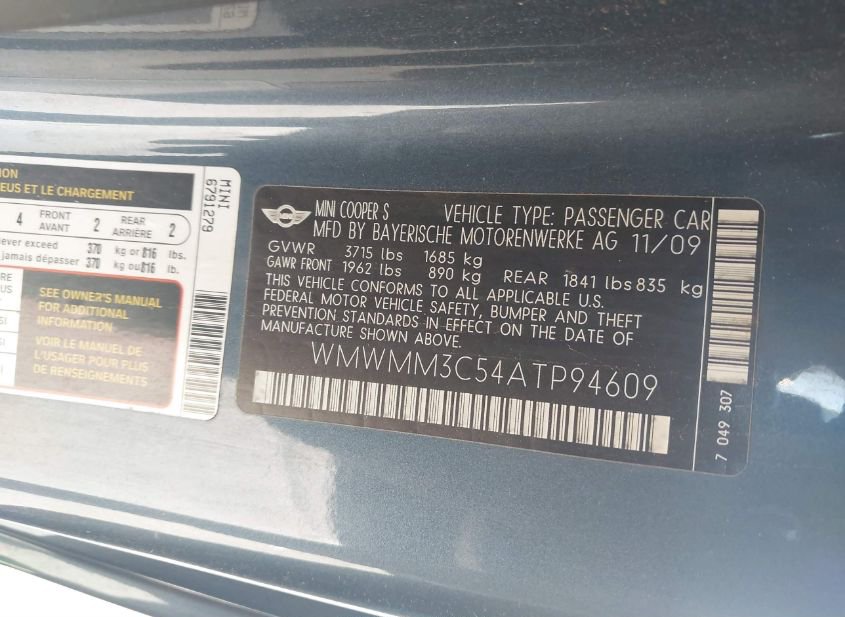 ION
EUS ET LE CHARGEMENT
4 FRONT AVANT 2 REAR ARRIÈRE 2
never exceed 370 kg or 816 lbs.
jamais dépasser 370 kg ou 816 lb.
RE
US
SEE OWNER'S MANUAL
FOR ADDITIONAL
INFORMATION
VOIR LE MANUEL DE
L'USAGER POUR PLUS
DE RENSEIGNEMENTS
MINI
6791279
MINI COOPER S VEHICLE TYPE: PASSENGER CAR
MFD BY BAYERISCHE MOTORENWERKE AG 11/09
GVWR 3715 lbs 1685 kg
GAWR FRONT 1962 lbs 890 kg REAR 1841 lbs 835 kg
THIS VEHICLE CONFORMS TO ALL APPLICABLE U.S.
FEDERAL MOTOR VEHICLE SAFETY, BUMPER AND THEFT
PREVENTION STANDARDS IN EFFECT ON THE DATE OF
MANUFACTURE SHOWN ABOVE.
WMWMM3C54ATP94609
7 049 307